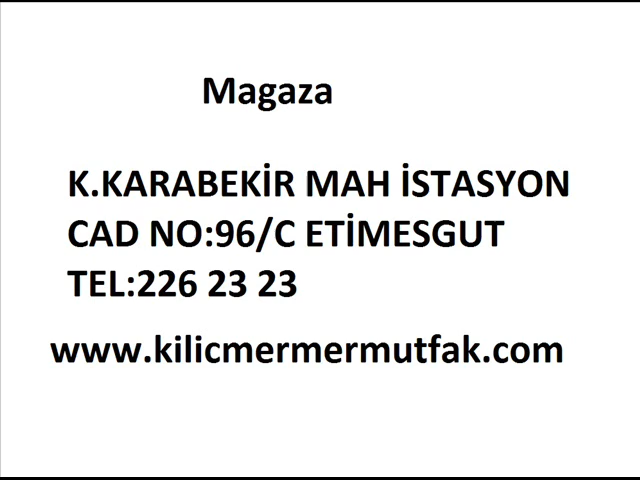 Magaza
K.KARABEKİR MAH İSTASYON
CAD NO:96/C ETİMESGUT
TEL:226 23 23
www.kilicmermermutfak.com